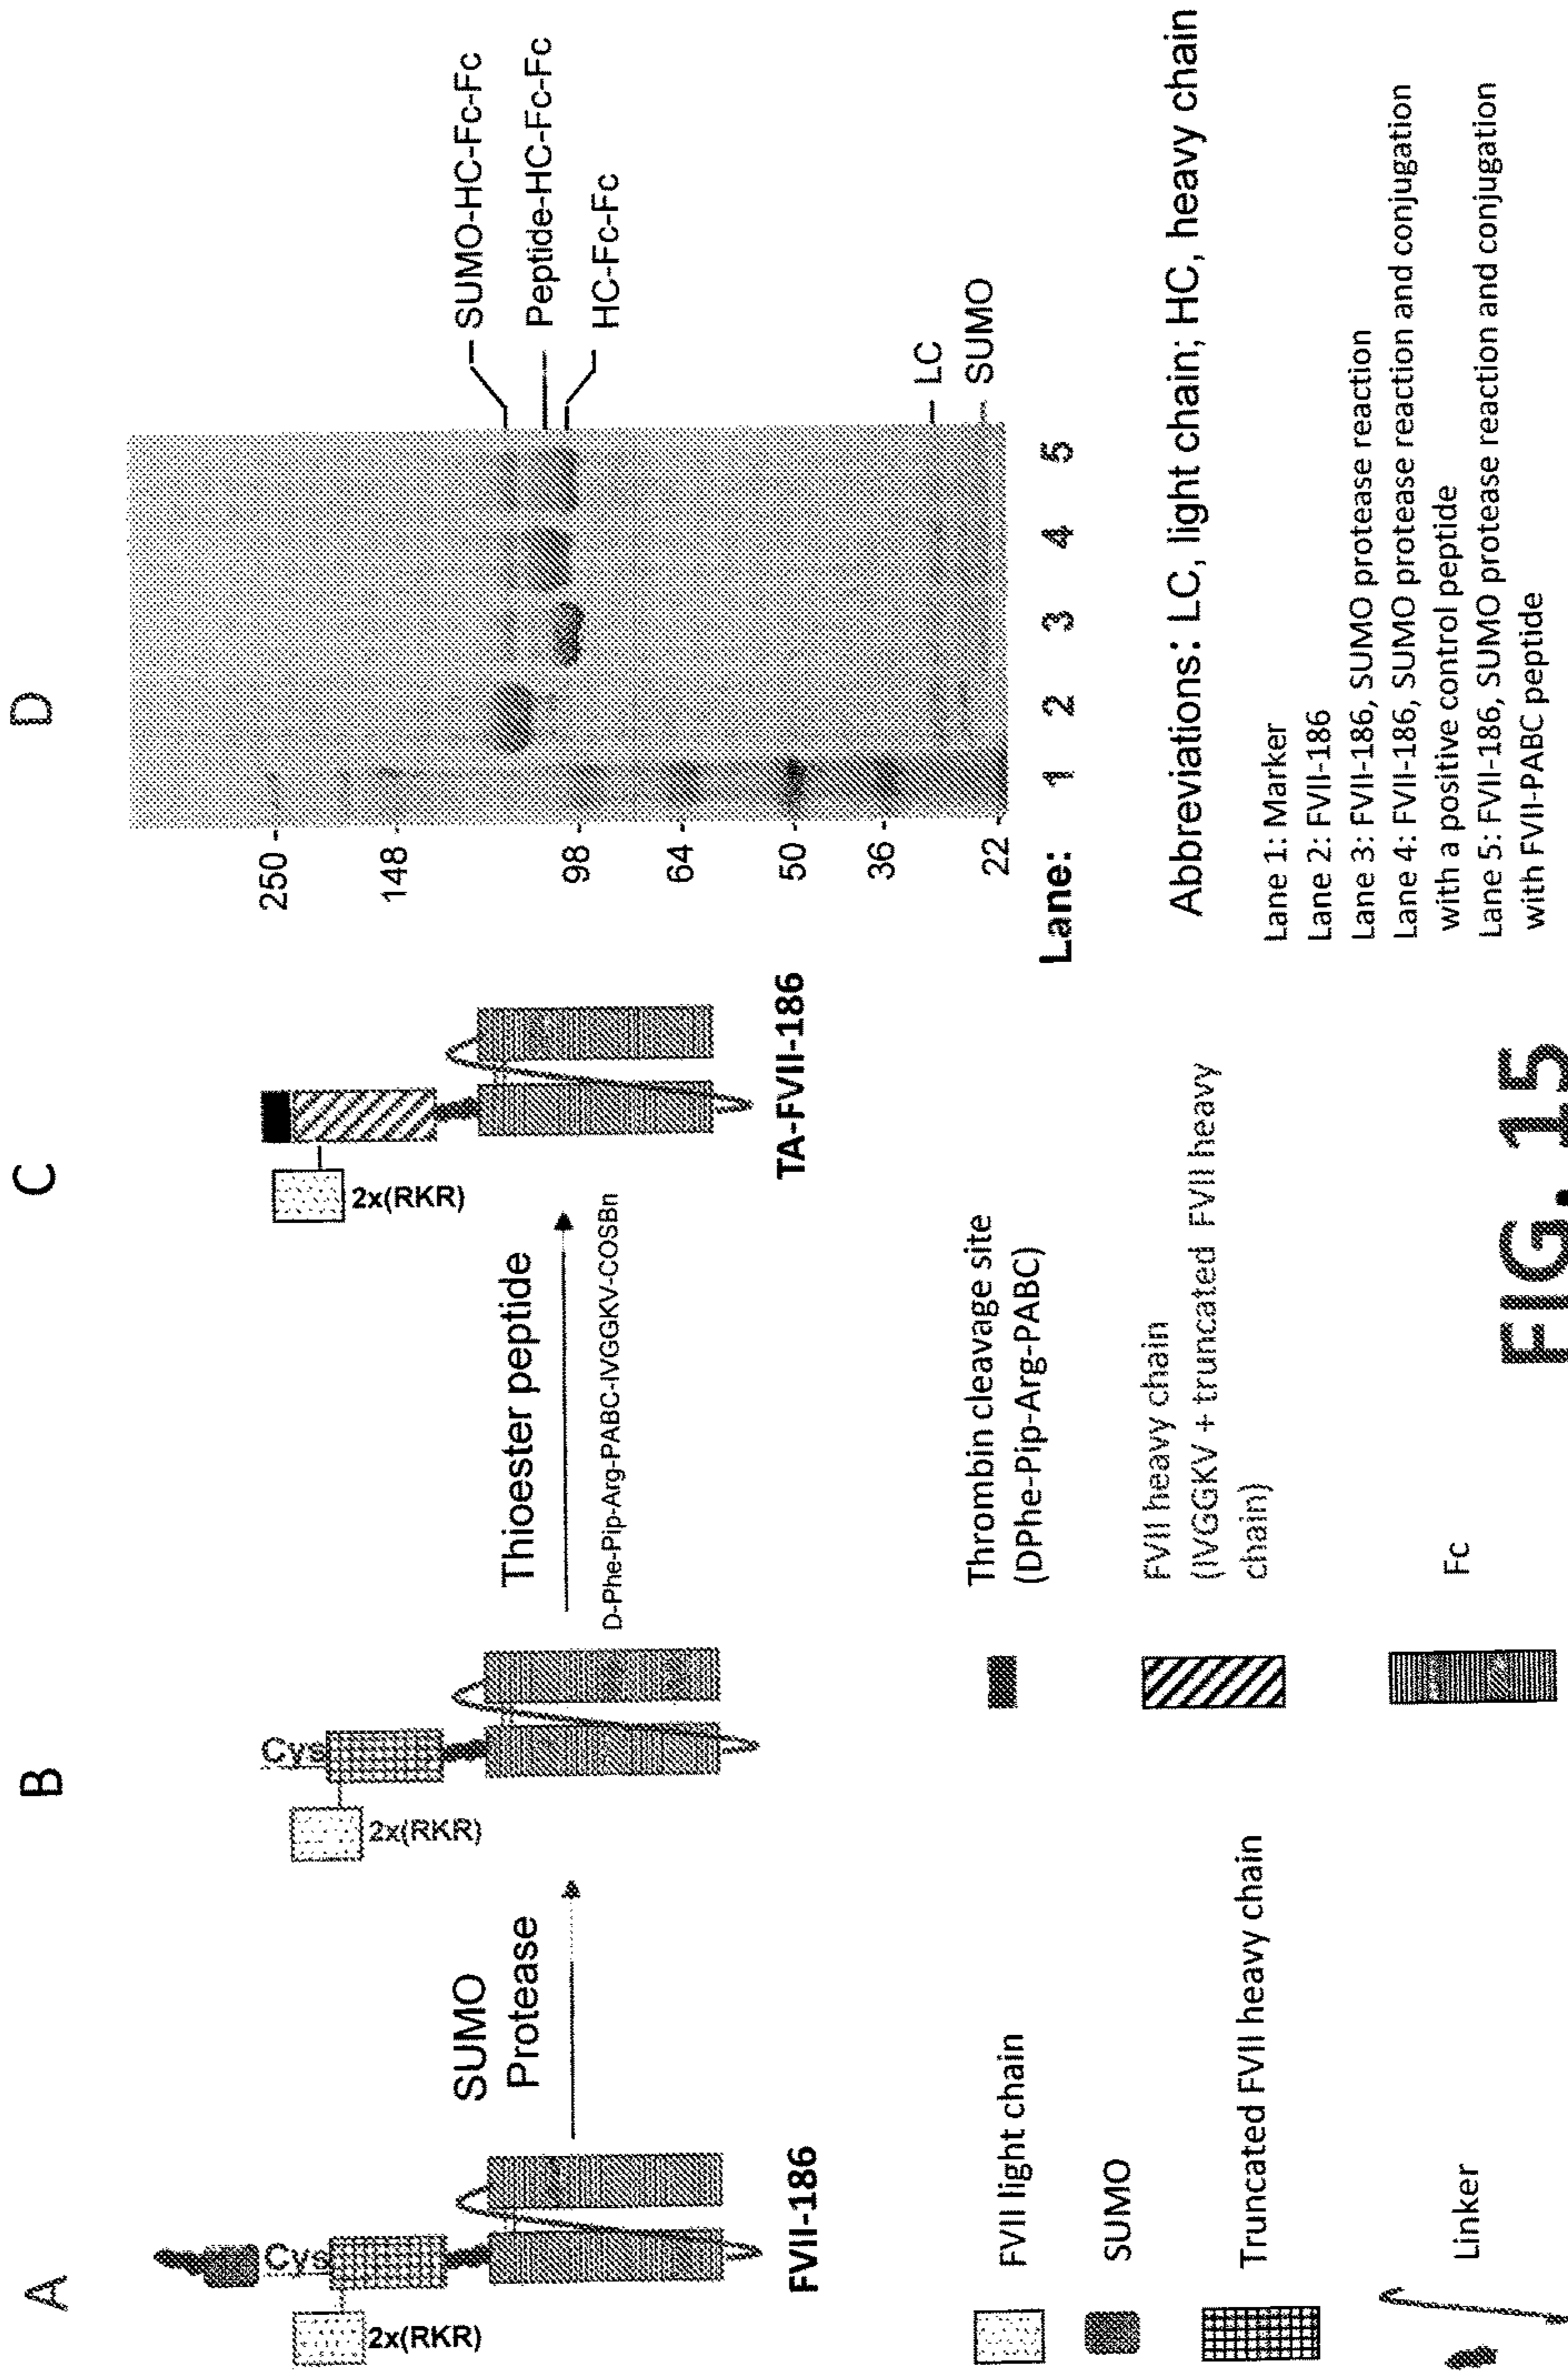 A
B
C
D
Cys
2x(RKR)
FVII-186
SUMO
Protease
Cys
2x(RKR)
Thioester peptide
D-Phe-Pip-Arg-PABC-IVGGKV-COSBn
2x(RKR)
TA-FVII-186
250 -
148 -
98 -
64 -
50 -
36 -
22 -
SUMO-HC-Fc-Fc
Peptide-HC-Fc-Fc
HC-Fc-Fc
LC
SUMO
Lane: 1 2 3 4 5
Abbreviations: LC, light chain; HC, heavy chain
Lane 1: Marker
Lane 2: FVII-186
Lane 3: FVII-186, SUMO protease reaction
Lane 4: FVII-186, SUMO protease reaction and conjugation
with a positive control peptide
Lane 5: FVII-186, SUMO protease reaction and conjugation
with FVII-PABC peptide
FVII light chain
SUMO
Truncated FVII heavy chain
Linker
Thrombin cleavage site
(DPhe-Pip-Arg-PABC)
FVII heavy chain
(IVGGKV + truncated FVII heavy
chain)
Fc
FIG. 15